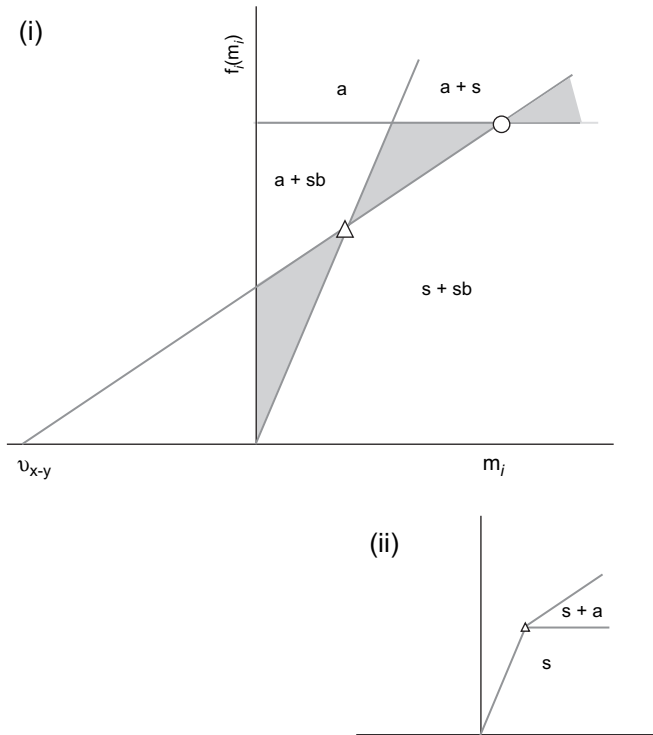 (i)
f_i(m_i)
a
a + s
a + sb
s + sb
υ_x-y
m_i
(ii)
s + a
s